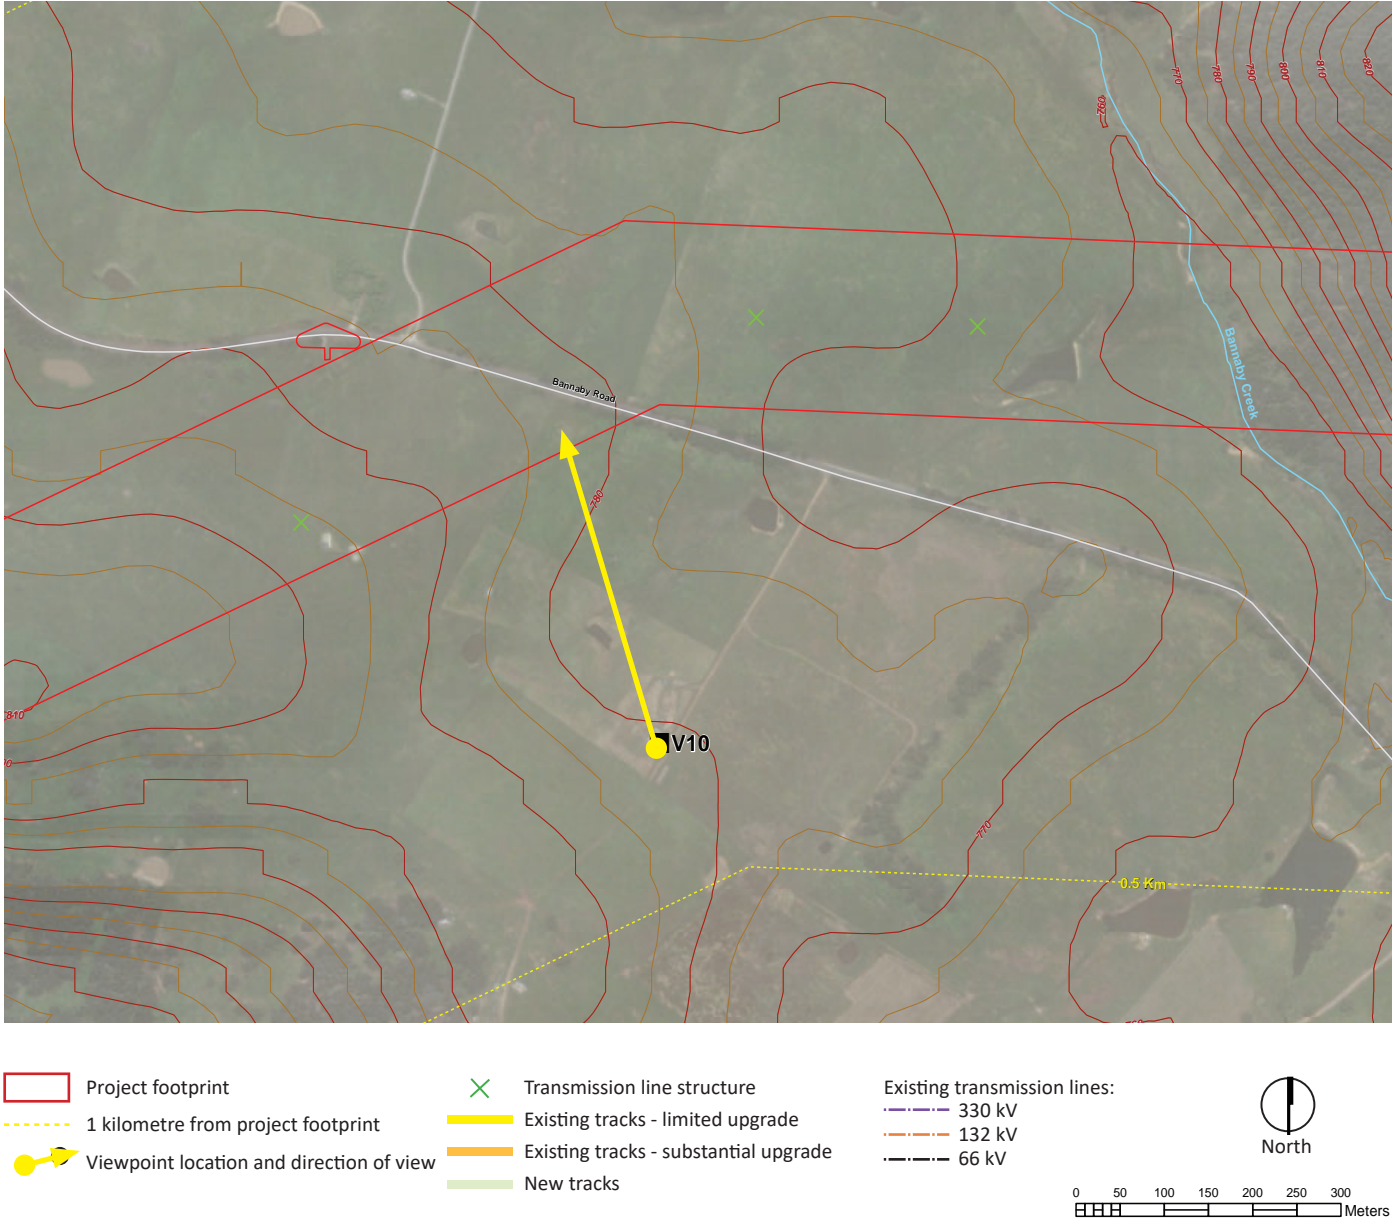 770
780
790
800
810
820
760
Bannaby Creek
Bannaby Road
780
810
V10
770
0.5 Km
Project footprint
1 kilometre from project footprint
Viewpoint location and direction of view
Transmission line structure
Existing tracks - limited upgrade
Existing tracks - substantial upgrade
New tracks
Existing transmission lines:
330 kV
132 kV
66 kV
North
0 50 100 150 200 250 300
Meters